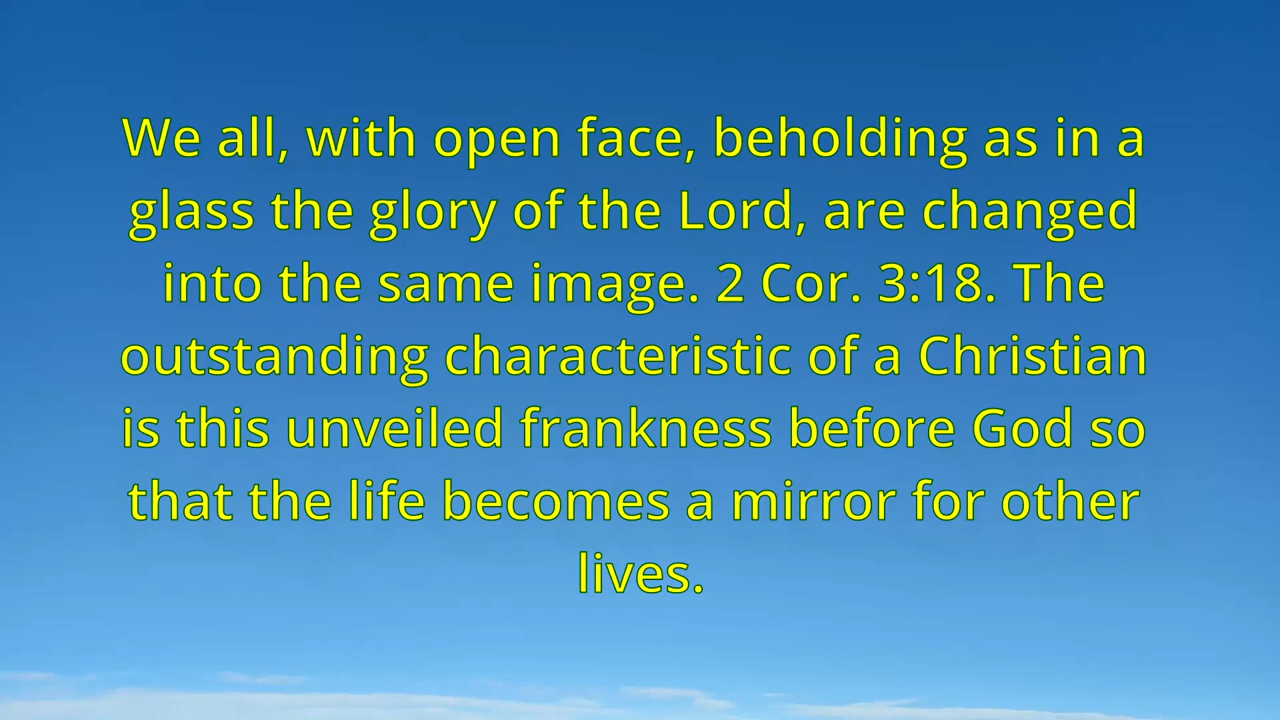 We all, with open face, beholding as in a
glass the glory of the Lord, are changed
into the same image. 2 Cor. 3:18. The
outstanding characteristic of a Christian
is this unveiled frankness before God so
that the life becomes a mirror for other
lives.